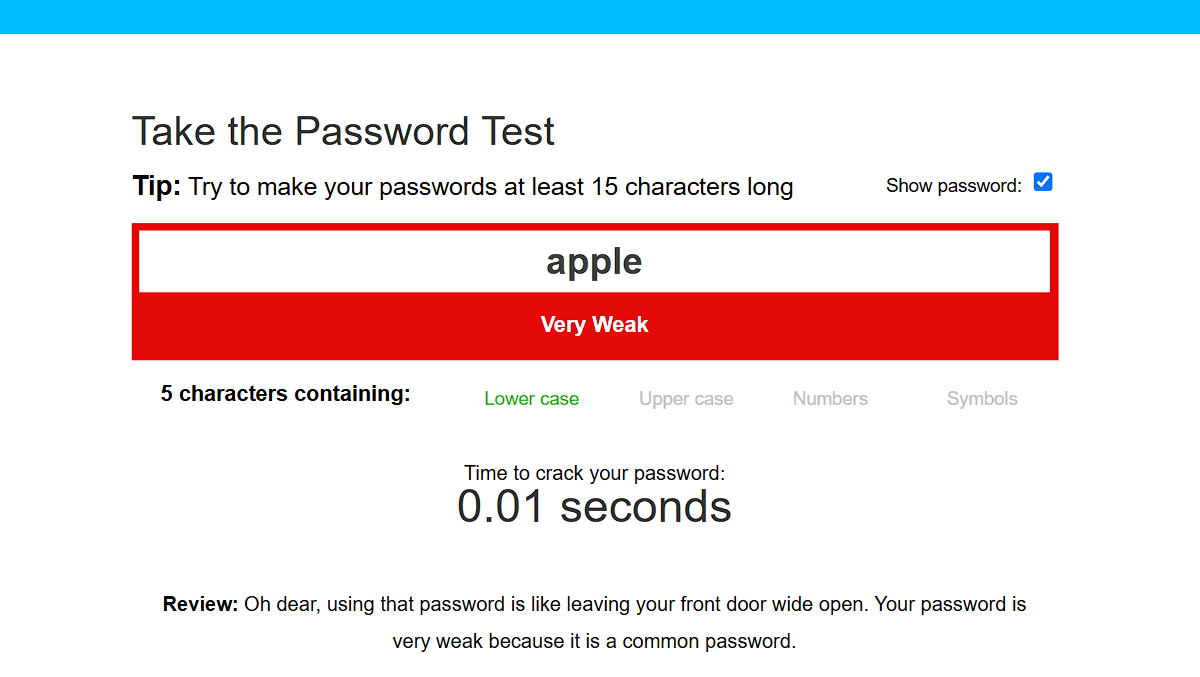 Take the Password Test
Tip: Try to make your passwords at least 15 characters long
Show password:
apple
Very Weak
5 characters containing:
Lower case
Upper case
Numbers
Symbols
Time to crack your password:
0.01 seconds
Review: Oh dear, using that password is like leaving your front door wide open. Your password is
very weak because it is a common password.